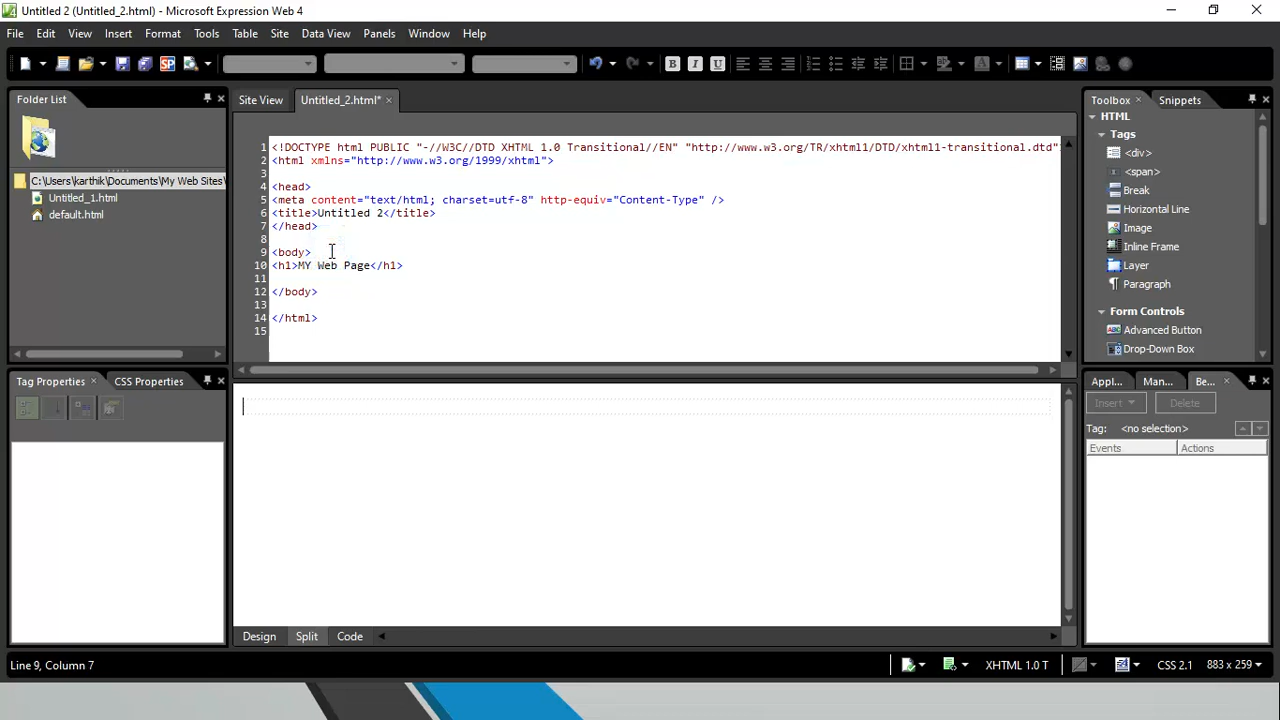 Untitled 2 (Untitled_2.html) - Microsoft Expression Web 4
File Edit View Insert Format Tools Table Site Data View Panels Window Help
Folder List
C:\Users\karthik\Documents\My Web Sites\
Untitled_1.html
default.html
Site View Untitled_2.html*
1 <!DOCTYPE html PUBLIC "-//W3C//DTD XHTML 1.0 Transitional//EN" "http://www.w3.org/TR/xhtml1/DTD/xhtml1-transitional.dtd"
2 <html xmlns="http://www.w3.org/1999/xhtml">
3
4 <head>
5 <meta content="text/html; charset=utf-8" http-equiv="Content-Type" />
6 <title>Untitled 2</title>
7 </head>
8
9 <body>
10 <h1>MY Web Page</h1>
11
12 </body>
13
14 </html>
15
Toolbox Snippets
HTML
Tags
<div>
<span>
Break
Horizontal Line
Image
Inline Frame
Layer
Paragraph
Form Controls
Advanced Button
Drop-Down Box
Tag Properties CSS Properties
Appl... Man... Be...
Insert Delete
Tag: <no selection>
Events Actions
Design Split Code
Line 9, Column 7
XHTML 1.0 T CSS 2.1 883 x 259